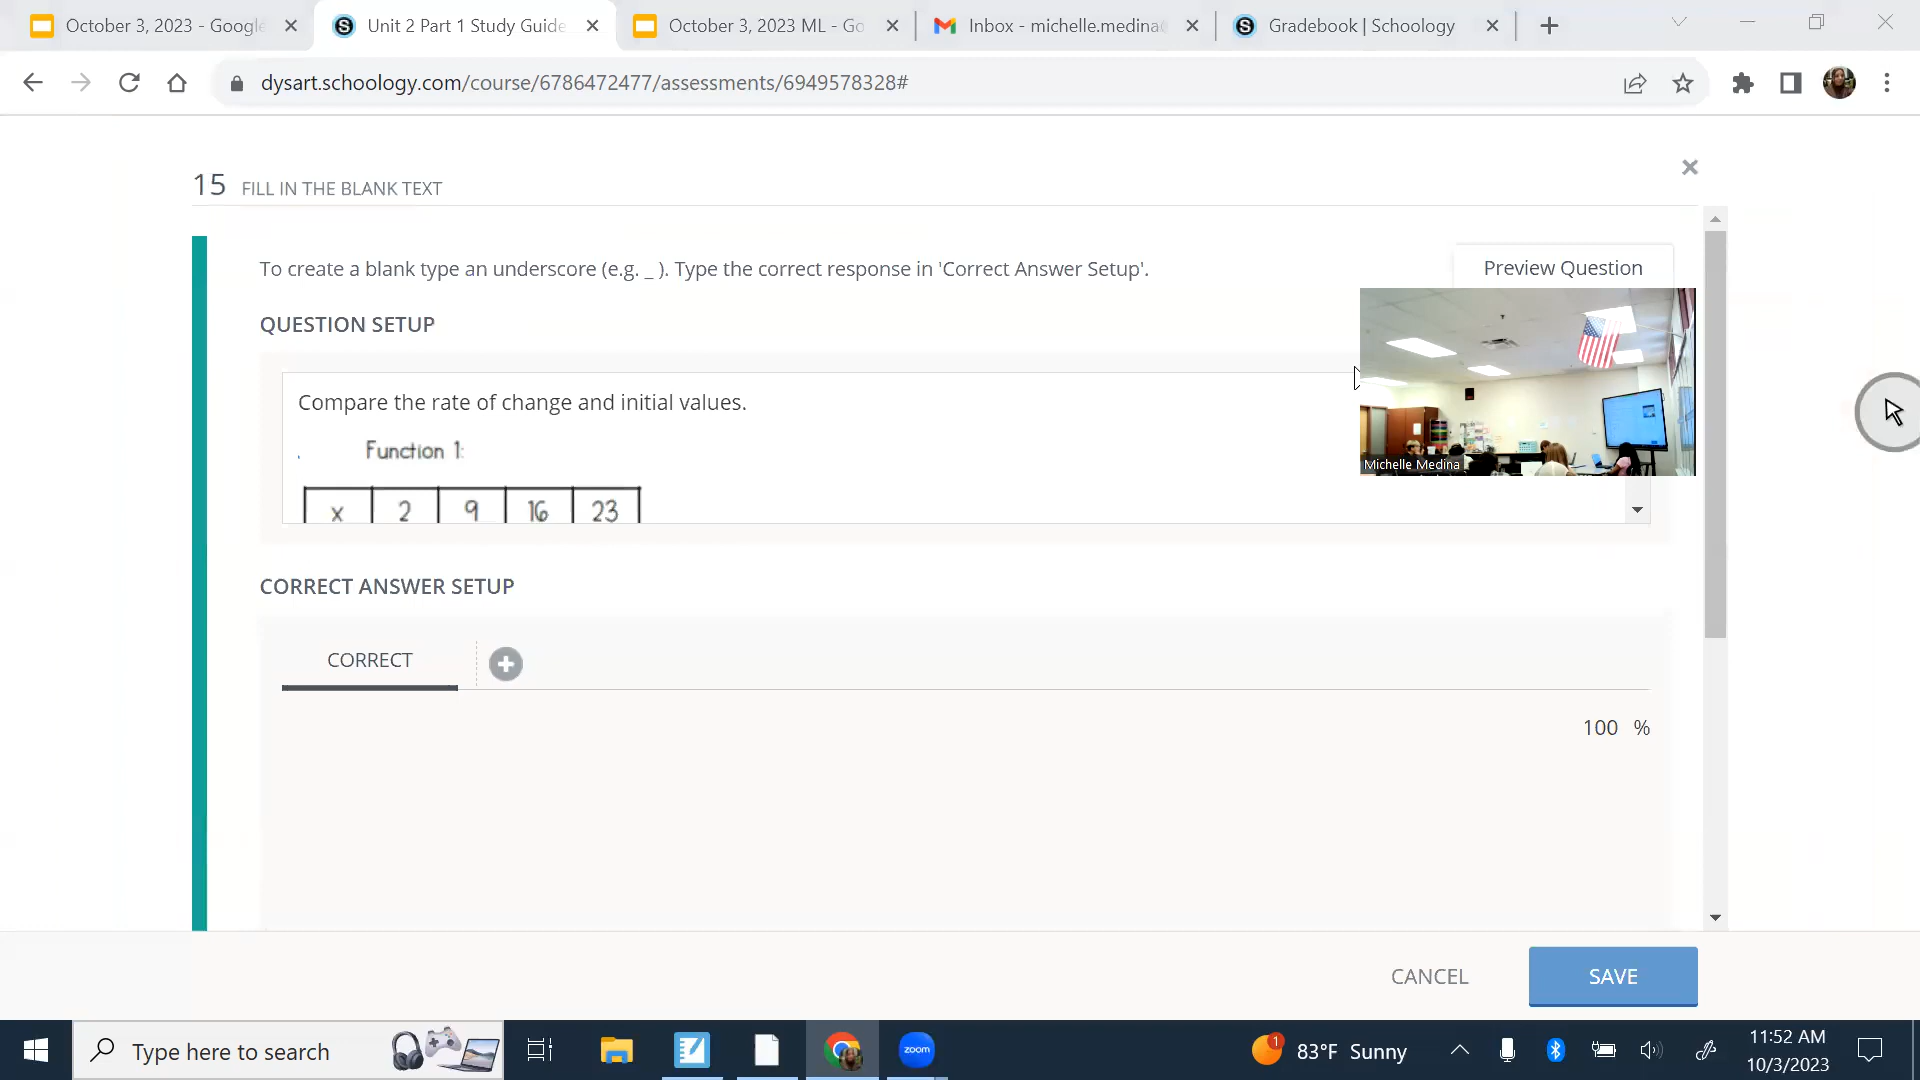 October 3, 2023 - Google
Unit 2 Part 1 Study Guide
October 3, 2023 ML - Go
Inbox - michelle.medina@
Gradebook | Schoology
dysart.schoology.com/course/6786472477/assessments/6949578328#
15 FILL IN THE BLANK TEXT
To create a blank type an underscore (e.g. _ ). Type the correct response in 'Correct Answer Setup'.
Preview Question
QUESTION SETUP
Compare the rate of change and initial values.
Function 1:
x 2 9 16 23
Michelle Medina
CORRECT ANSWER SETUP
CORRECT
100 %
CANCEL
SAVE
Type here to search
zoom
1
83°F Sunny
11:52 AM
10/3/2023